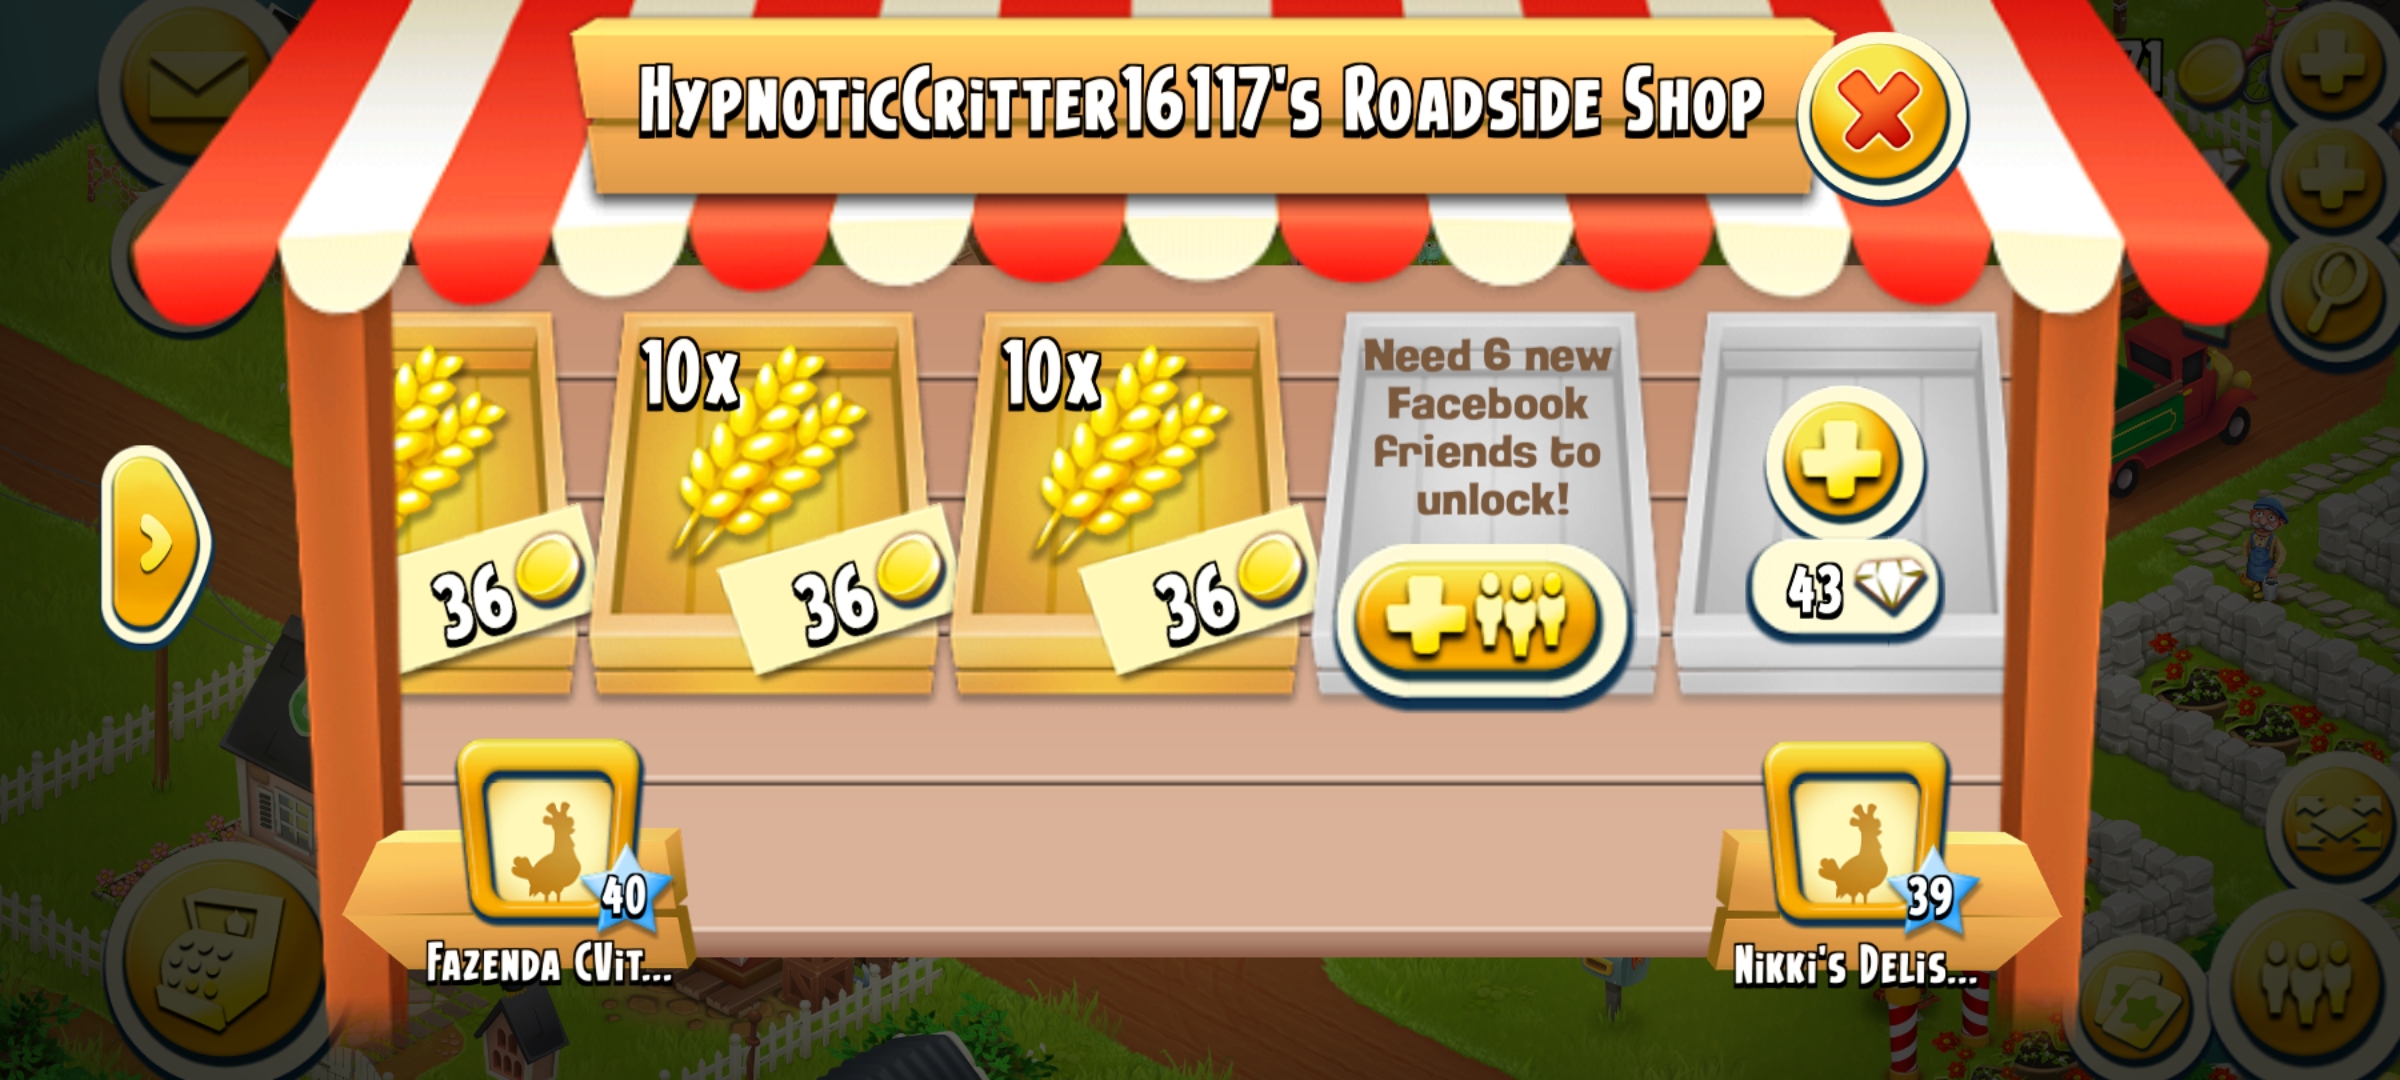 HypnoticCritter16117's Roadside Shop
71
10x
10x
36
36
36
Need 6 new
Facebook
friends to
unlock!
43
40
39
Fazenda CVit...
Nikki's Delis...